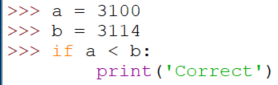 >>> a = 3100
>>> b = 3114
>>> if a < b:
        print('Correct')